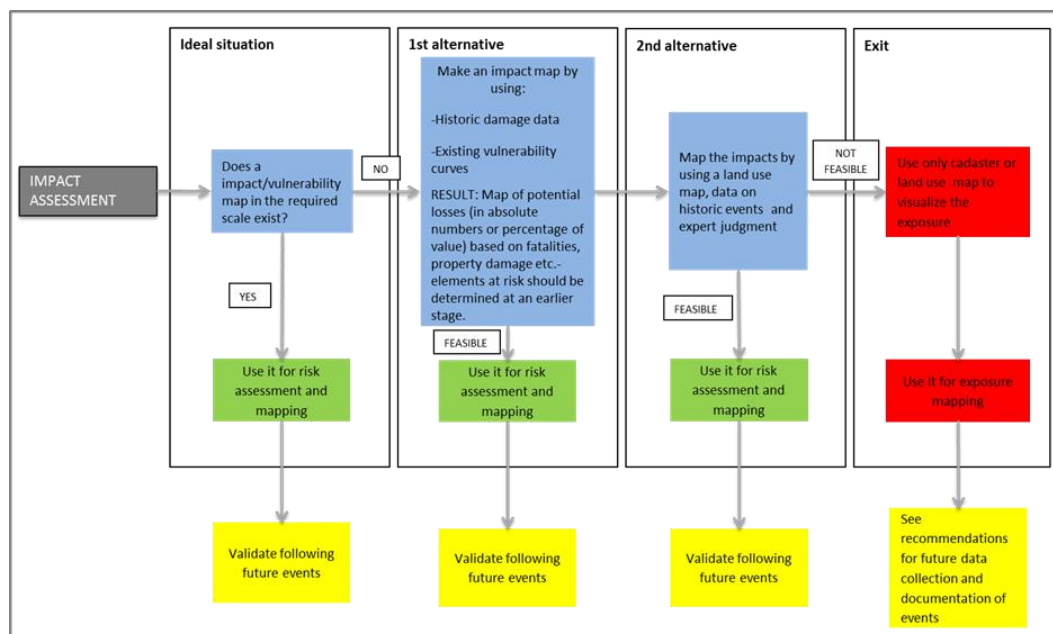 Ideal situation
1st alternative
2nd alternative
Exit
IMPACT
ASSESSMENT
Does a
impact/vulnerability
map in the required
scale exist?
NO
YES
Use it for risk
assessment and
mapping
Validate following
future events
Make an impact map by
using:
-Historic damage data
-Existing vulnerability
curves
RESULT: Map of potential
losses (in absolute
numbers or percentage of
value) based on fatalities,
property damage etc.-
elements at risk should be
determined at an earlier
stage.
FEASIBLE
Use it for risk
assessment and
mapping
Validate following
future events
Map the impacts by
using a land use
map, data on
historic events and
expert judgment
NOT
FEASIBLE
FEASIBLE
Use it for risk
assessment and
mapping
Validate following
future events
Use only cadaster or
land use map to
visualize the
exposure
Use it for exposure
mapping
See
recommendations
for future data
collection and
documentation of
events